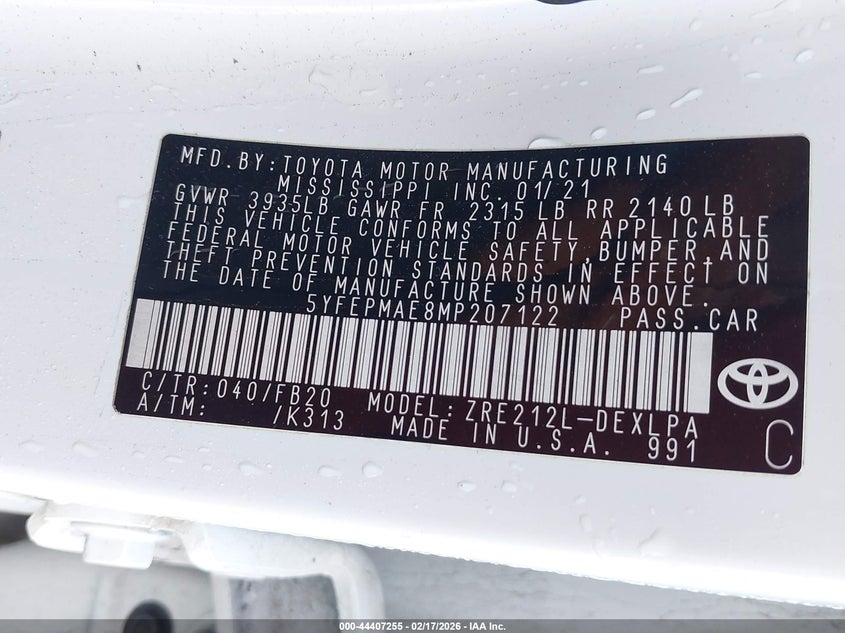 MFD.BY:TOYOTA MOTOR MANUFACTURING
MISSISSIPPI INC. 01/21
GVWR 3935LB GAWR FR 2315 LB RR 2140LB
THIS VEHICLE CONFORMS TO ALL APPLICABLE
FEDERAL MOTOR VEHICLE SAFETY,BUMPER,AND
THEFT PREVENTION STANDARDS IN EFFECT ON
THE DATE OF MANUFACTURE SHOWN ABOVE.
5YFEPMAE8MP207122 PASS.CAR
C/TR:040/FB20 MODEL:ZRE212L-DEXLPA
A/TM: /K313 MADE IN U.S.A. 991
C
000-44407255 - 02/17/2026 - IAA Inc.